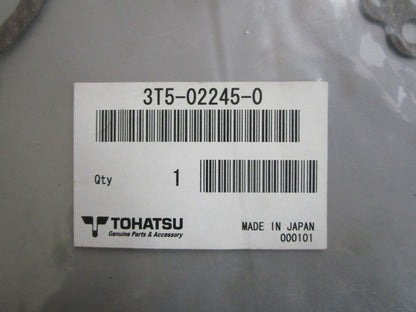 3T5-02245-0
Qty 1
TOHATSU
Genuine Parts & Accessory
MADE IN JAPAN
000101